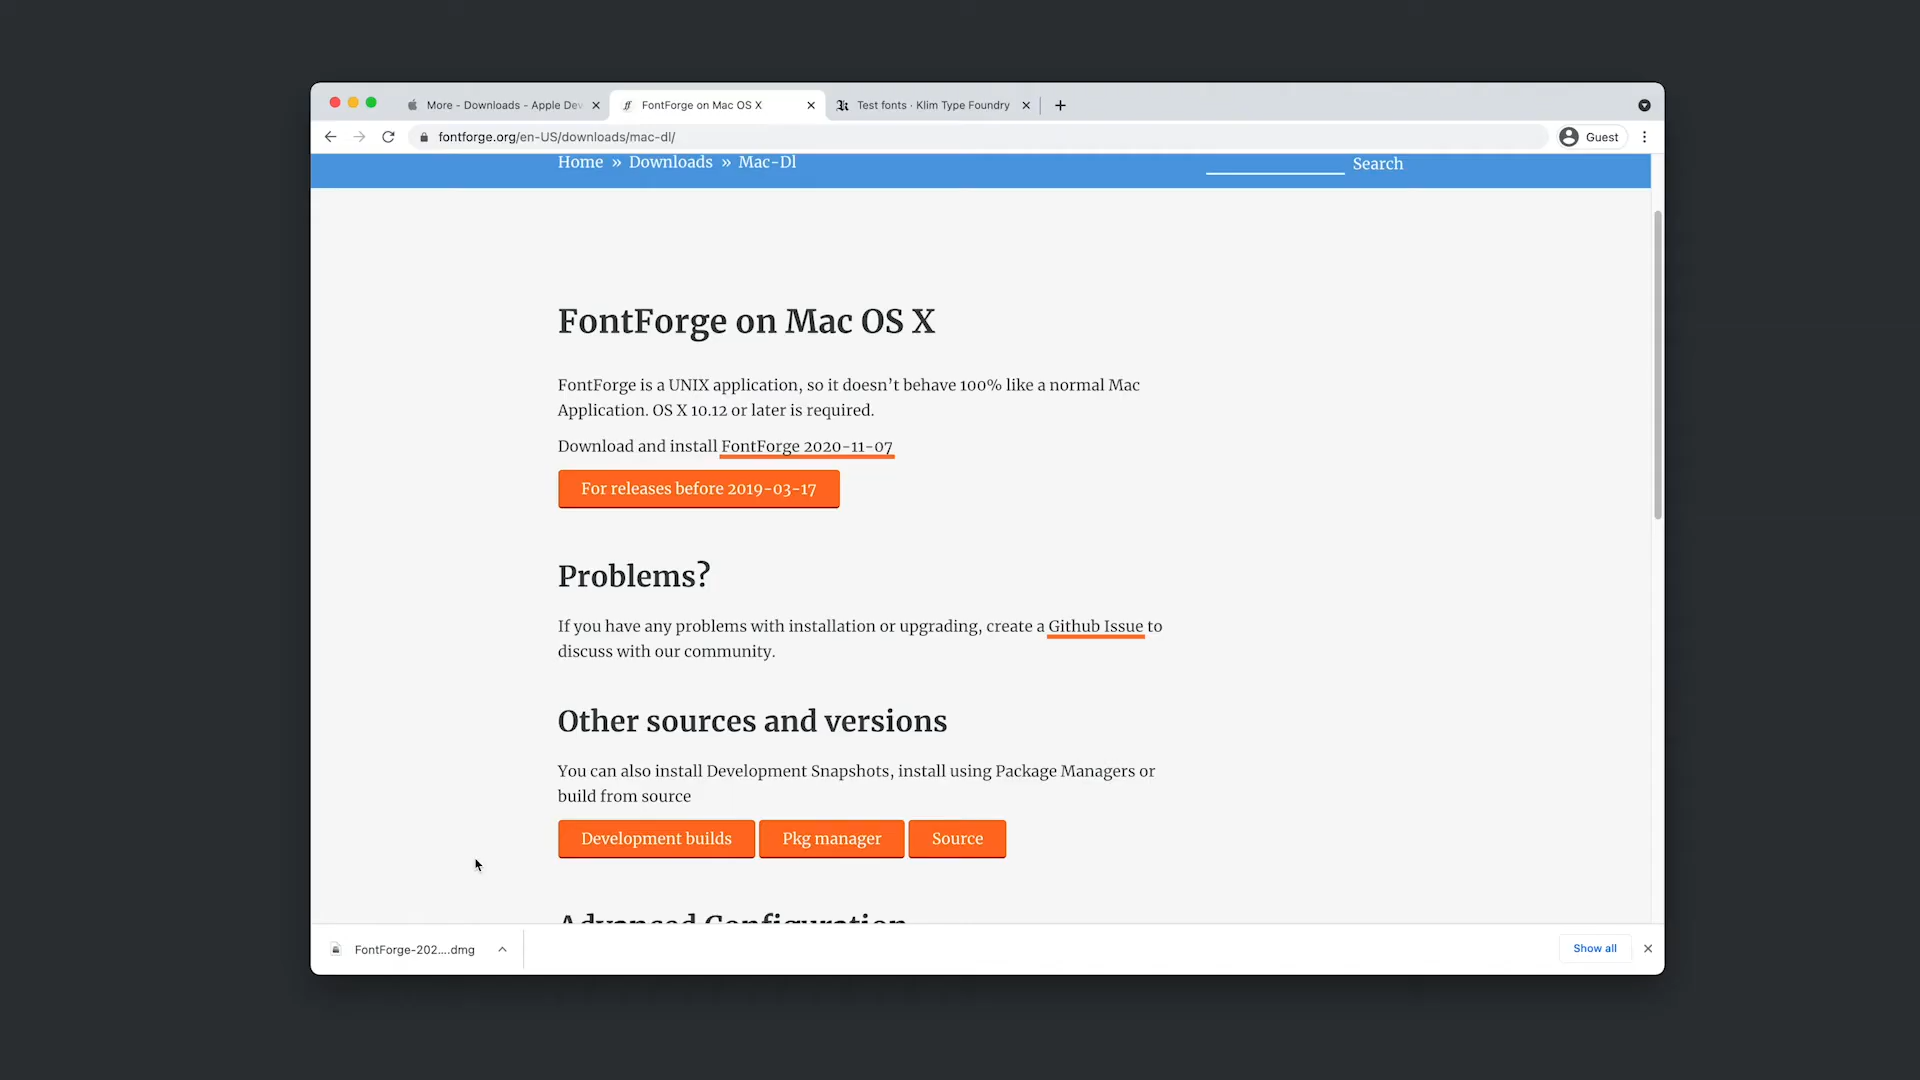 More - Downloads - Apple Dev
FontForge on Mac OS X
Test fonts · Klim Type Foundry
fontforge.org/en-US/downloads/mac-dl/
Guest
Home » Downloads » Mac-Dl
Search
FontForge on Mac OS X
FontForge is a UNIX application, so it doesn’t behave 100% like a normal Mac
Application. OS X 10.12 or later is required.
Download and install FontForge 2020-11-07
For releases before 2019-03-17
Problems?
If you have any problems with installation or upgrading, create a Github Issue to
discuss with our community.
Other sources and versions
You can also install Development Snapshots, install using Package Managers or
build from source
Development builds
Pkg manager
Source
Advanced Configuration
FontForge-202....dmg
Show all